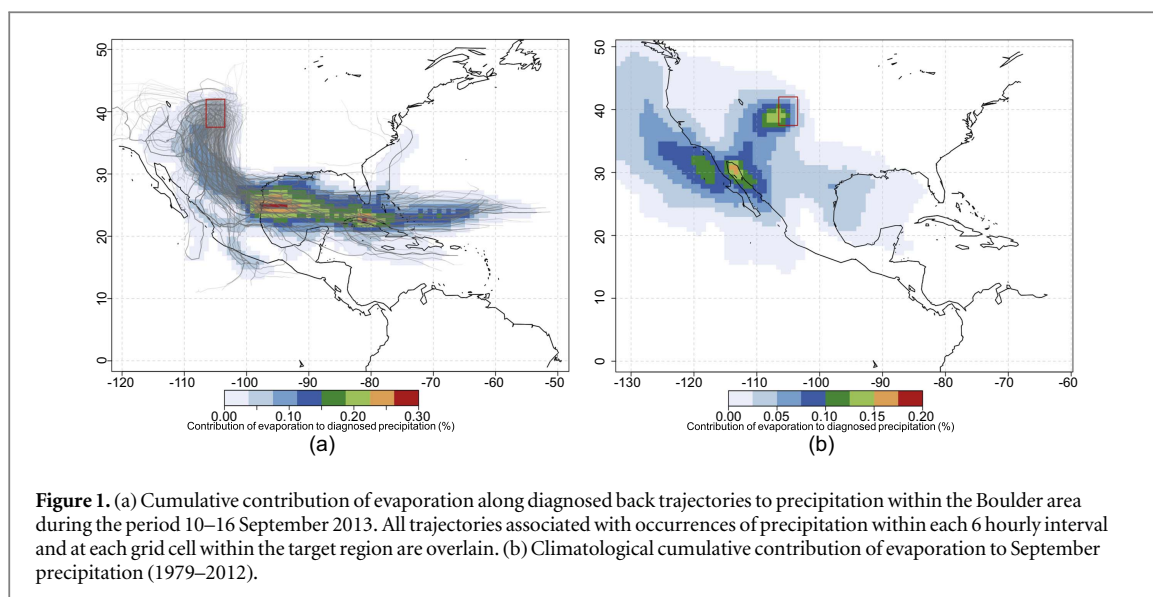 50
40
30
20
10
0
-120 -110 -100 -90 -80 -70 -60 -50
0.00 0.10 0.20 0.30
Contribution of evaporation to diagnosed precipitation (%)
(a)
50
40
30
20
10
0
-130 -120 -110 -100 -90 -80 -70 -60
0.00 0.05 0.10 0.15 0.20
Contribution of evaporation to diagnosed precipitation (%)
(b)
Figure 1. (a) Cumulative contribution of evaporation along diagnosed back trajectories to precipitation within the Boulder area
during the period 10–16 September 2013. All trajectories associated with occurrences of precipitation within each 6 hourly interval
and at each grid cell within the target region are overlain. (b) Climatological cumulative contribution of evaporation to September
precipitation (1979–2012).